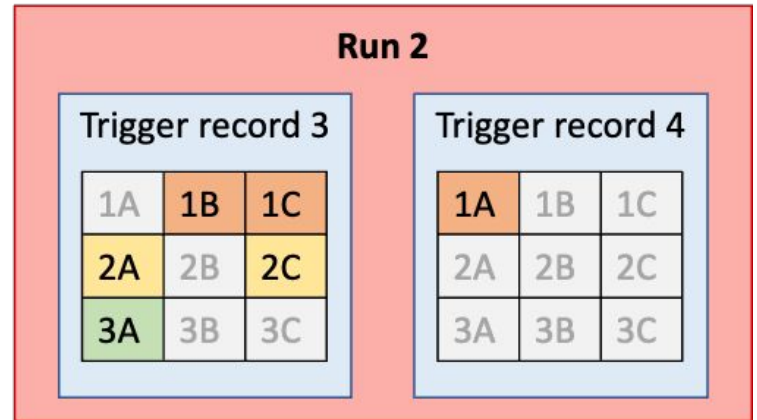 Run 2
Trigger record 3
1A 1B 1C
2A 2B 2C
3A 3B 3C
Trigger record 4
1A 1B 1C
2A 2B 2C
3A 3B 3C